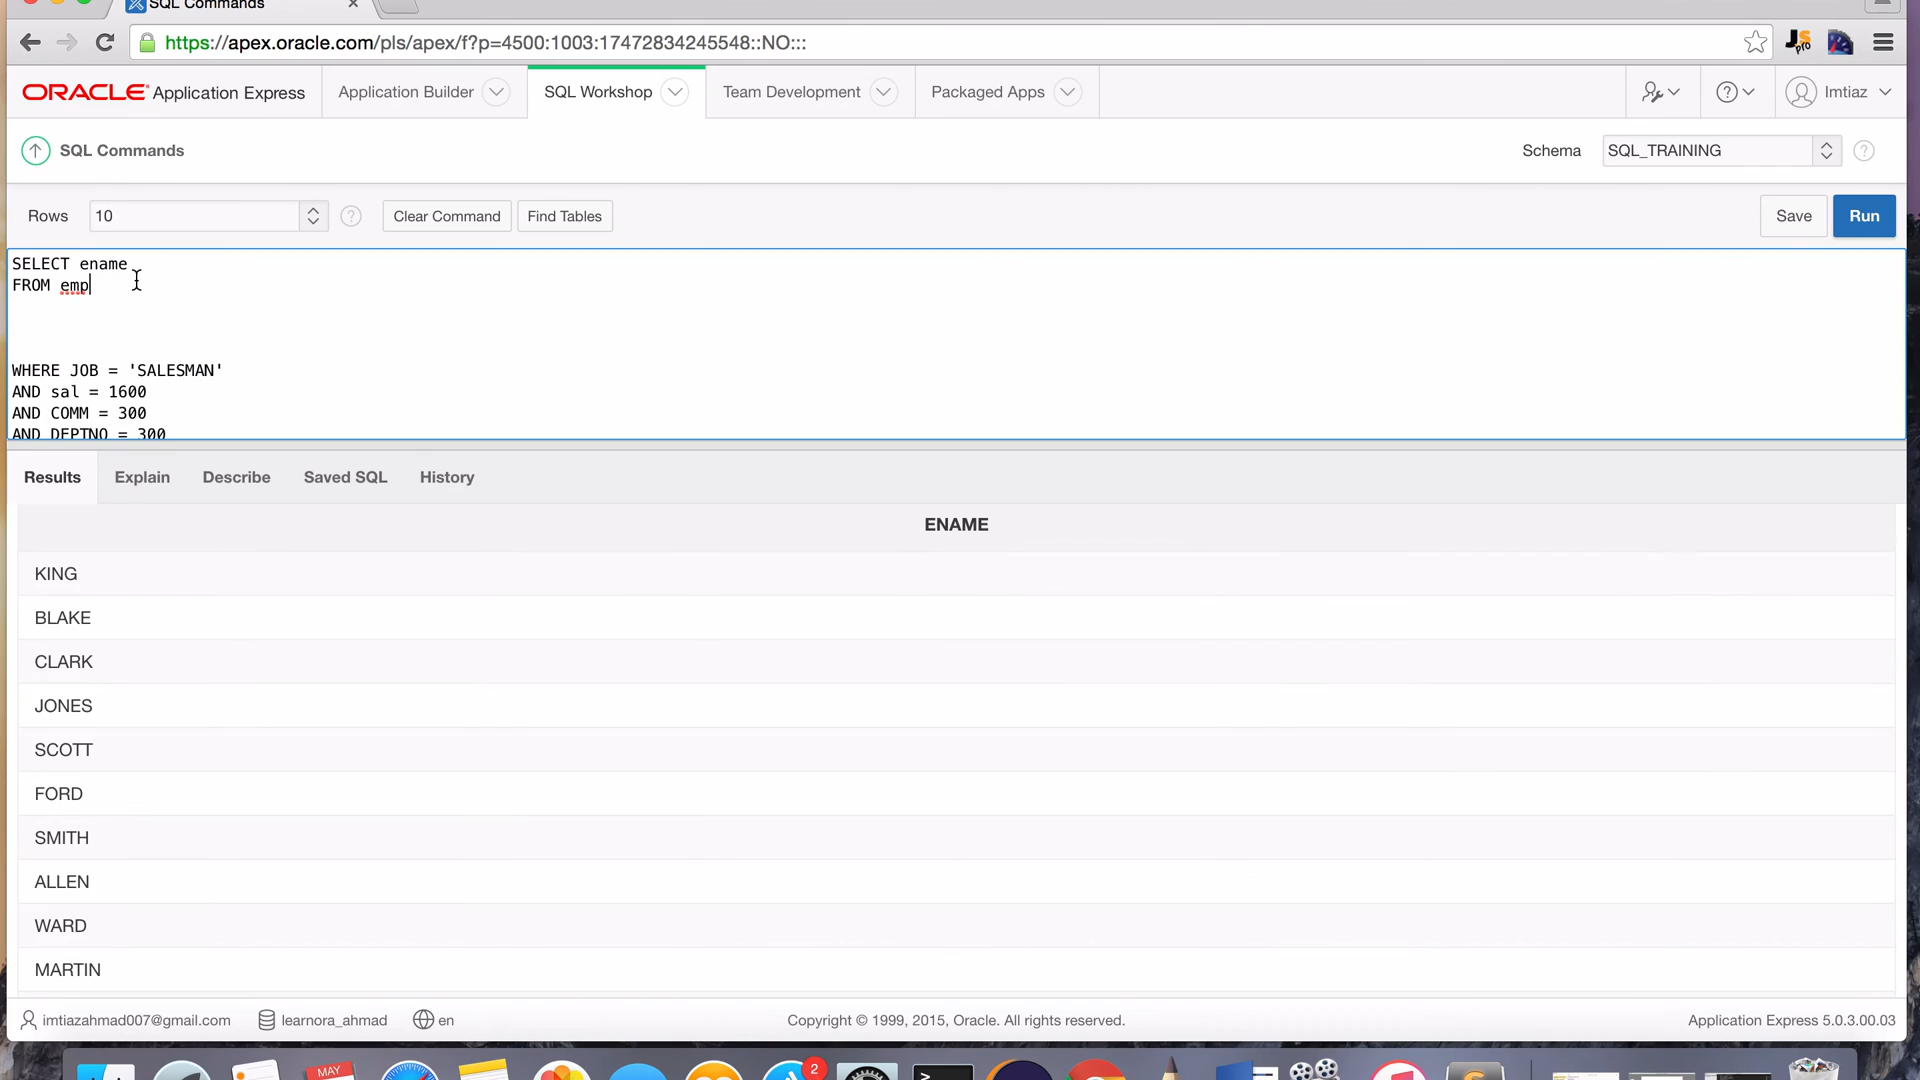 SQL Commands
https://apex.oracle.com/pls/apex/f?p=4500:1003:17472834245548::NO:::
JS pro
ORACLE Application Express Application Builder SQL Workshop Team Development Packaged Apps Imtiaz
SQL Commands Schema SQL_TRAINING
Rows 10 Clear Command Find Tables Save Run
SELECT ename
FROM emp
WHERE JOB = 'SALESMAN'
AND sal = 1600
AND COMM = 300
AND DEPTNO = 300
Results Explain Describe Saved SQL History
ENAME
KING
BLAKE
CLARK
JONES
SCOTT
FORD
SMITH
ALLEN
WARD
MARTIN
imtiazahmad007@gmail.com learnora_ahmad en Copyright © 1999, 2015, Oracle. All rights reserved. Application Express 5.0.3.00.03
MAY 2